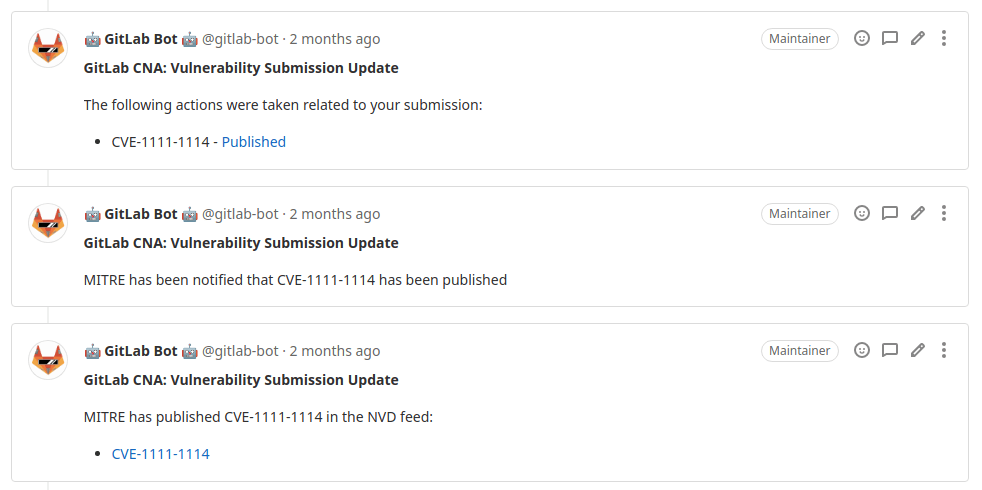 🤖 GitLab Bot 🤖 @gitlab-bot · 2 months ago Maintainer
GitLab CNA: Vulnerability Submission Update
The following actions were taken related to your submission:
• CVE-1111-1114 - Published
🤖 GitLab Bot 🤖 @gitlab-bot · 2 months ago Maintainer
GitLab CNA: Vulnerability Submission Update
MITRE has been notified that CVE-1111-1114 has been published
🤖 GitLab Bot 🤖 @gitlab-bot · 2 months ago Maintainer
GitLab CNA: Vulnerability Submission Update
MITRE has published CVE-1111-1114 in the NVD feed:
• CVE-1111-1114